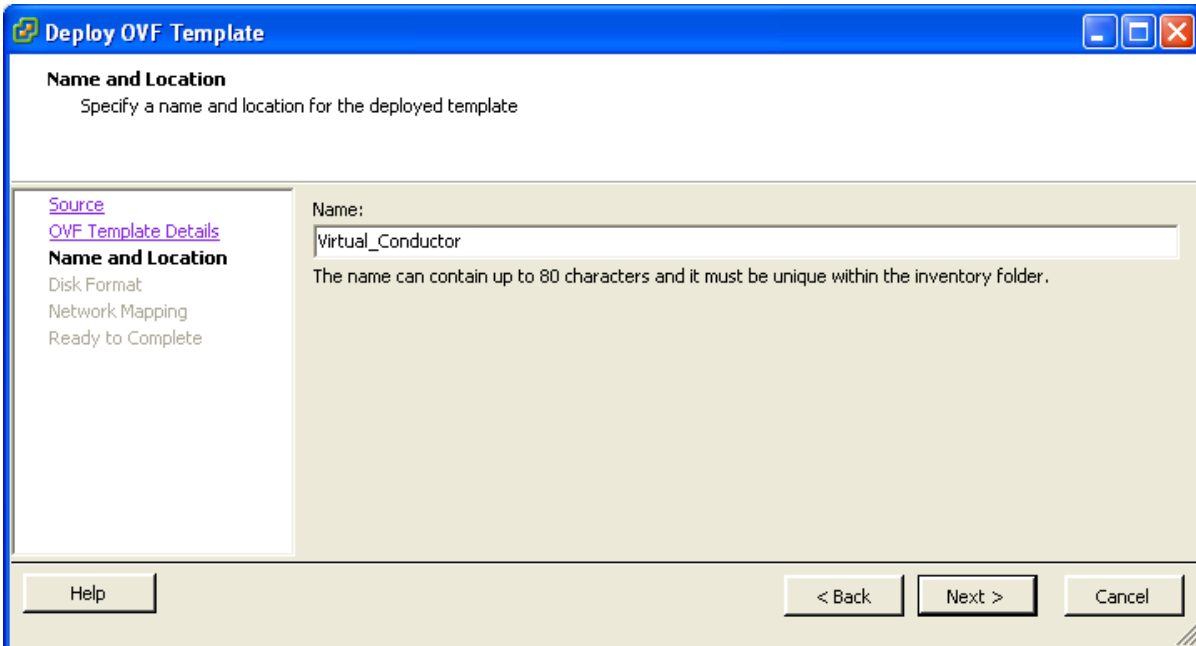 Deploy OVF Template
Name and Location
Specify a name and location for the deployed template
Source
OVF Template Details
Name and Location
Disk Format
Network Mapping
Ready to Complete
Name:
Virtual_Conductor
The name can contain up to 80 characters and it must be unique within the inventory folder.
Help
< Back
Next >
Cancel